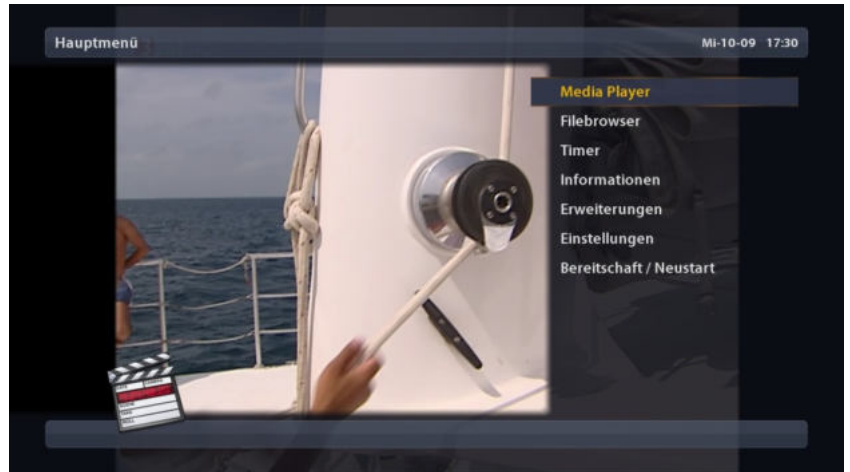 Hauptmenü
Mi-10-09 17:30
Media Player
Filebrowser
Timer
Informationen
Erweiterungen
Einstellungen
Bereitschaft / Neustart